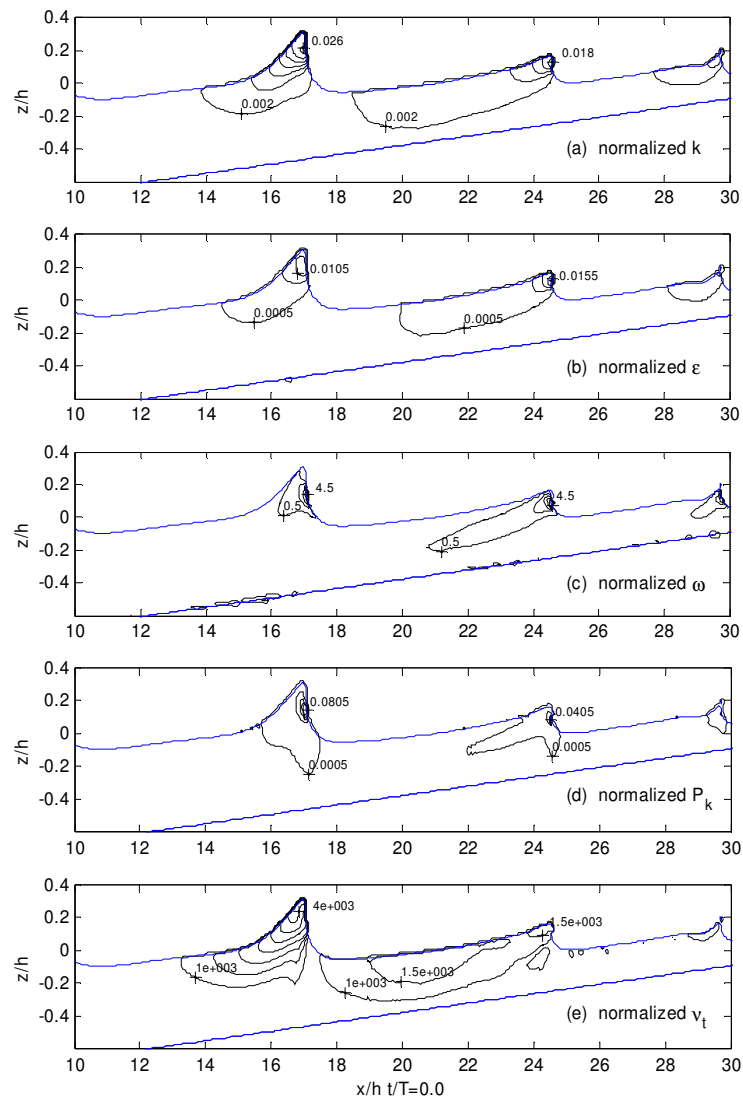 0.4
0.2
0
-0.2
-0.4
z/h
0.026
0.018
0.002
0.002
(a) normalized k
10 12 14 16 18 20 22 24 26 28 30
0.4
0.2
0
-0.2
-0.4
z/h
0.0105
0.0155
0.0005
0.0005
(b) normalized ε
10 12 14 16 18 20 22 24 26 28 30
0.4
0.2
0
-0.2
-0.4
z/h
4.5
4.5
0.5
0.5
(c) normalized ω
10 12 14 16 18 20 22 24 26 28 30
0.4
0.2
0
-0.2
-0.4
z/h
0.0805
0.0405
0.0005
0.0005
(d) normalized P_k
10 12 14 16 18 20 22 24 26 28 30
0.4
0.2
0
-0.2
-0.4
z/h
4e+003
1.5e+003
1e+003
1e+003
1.5e+003
(e) normalized ν_t
10 12 14 16 18 20 22 24 26 28 30
x/h t/T=0.0